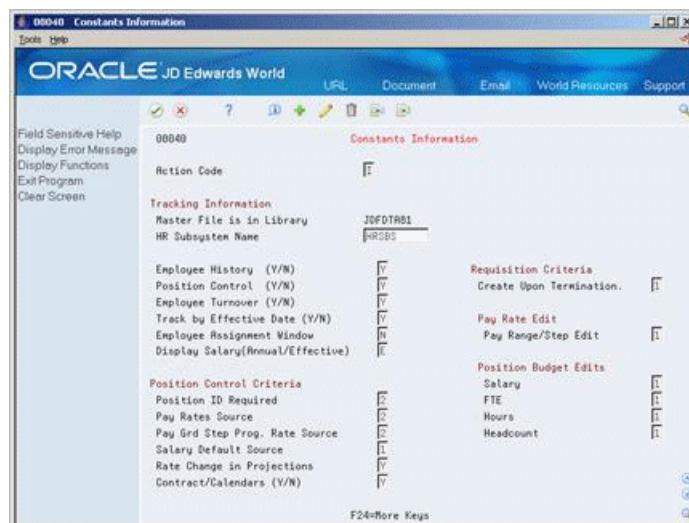 08040 Constants Information
Tools Help
ORACLE JD Edwards World
URL Document Email World Resources Support
Field Sensitive Help
Display Error Message
Display Functions
Exit Program
Clear Screen
08040 Constants Information
Action Code I
Tracking Information
Master File is in Library JDFDTA81
HR Subsystem Name HRSBS
Employee History (Y/N) Y
Position Control (Y/N) Y
Employee Turnover (Y/N) Y
Track by Effective Date (Y/N) Y
Employee Assignment Window N
Display Salary(Annual/Effective) E
Requisition Criteria
Create Upon Termination. 1
Pay Rate Edit
Pay Range/Step Edit 1
Position Budget Edits
Salary 1
FTE 1
Hours 1
Headcount 1
Position Control Criteria
Position ID Required 2
Pay Rates Source 2
Pay Grd Step Prog. Rate Source 2
Salary Default Source 1
Rate Change in Projections Y
Contract/Calendars (Y/N) Y
F24=More Keys